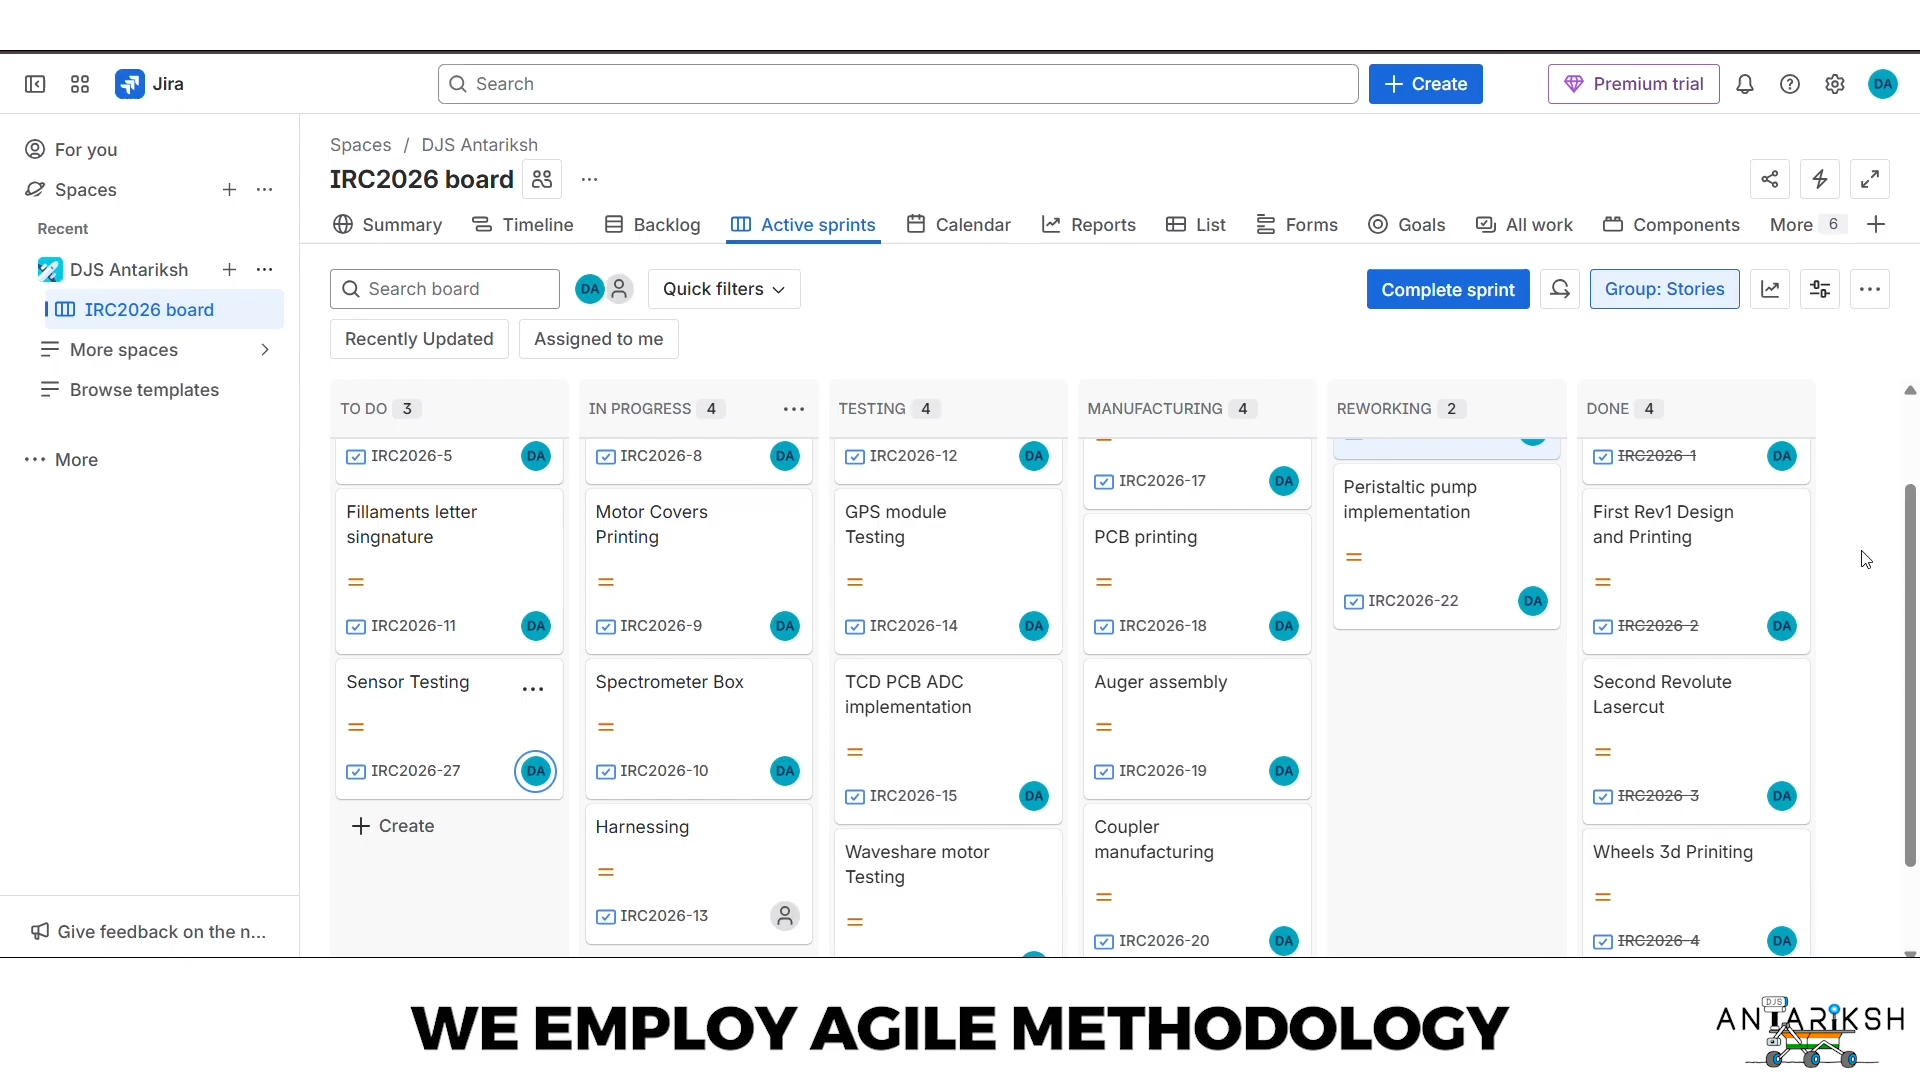 Jira
Search
Create
Premium trial
DA
For you
Spaces
Recent
DJS Antariksh
IRC2026 board
More spaces
Browse templates
More
Give feedback on the n...
Spaces / DJS Antariksh
IRC2026 board
Summary
Timeline
Backlog
Active sprints
Calendar
Reports
List
Forms
Goals
All work
Components
More 6
Search board
DA
Quick filters
Complete sprint
Group: Stories
Recently Updated
Assigned to me
TO DO 3
IRC2026-5
DA
Fillaments letter
singnature
IRC2026-11
DA
Sensor Testing
IRC2026-27
DA
Create
IN PROGRESS 4
IRC2026-8
DA
Motor Covers
Printing
IRC2026-9
DA
Spectrometer Box
IRC2026-10
DA
Harnessing
IRC2026-13
TESTING 4
IRC2026-12
DA
GPS module
Testing
IRC2026-14
DA
TCD PCB ADC
implementation
IRC2026-15
DA
Waveshare motor
Testing
MANUFACTURING 4
IRC2026-17
DA
PCB printing
IRC2026-18
DA
Auger assembly
IRC2026-19
DA
Coupler
manufacturing
IRC2026-20
DA
REWORKING 2
Peristaltic pump
implementation
IRC2026-22
DA
DONE 4
IRC2026-1
DA
First Rev1 Design
and Printing
IRC2026-2
DA
Second Revolute
Lasercut
IRC2026-3
DA
Wheels 3d Priniting
IRC2026-4
DA
WE EMPLOY AGILE METHODOLOGY
DJS
ANTARIKSH